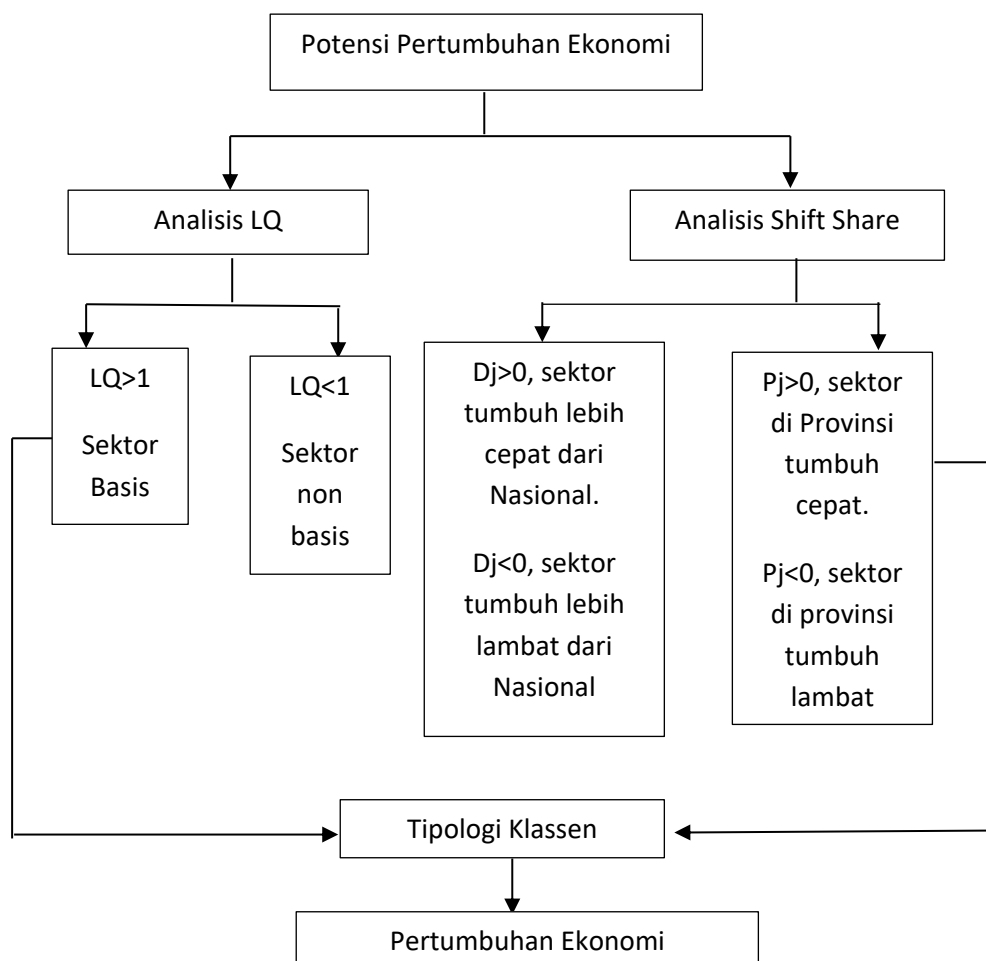 Potensi Pertumbuhan Ekonomi
Analisis LQ
Analisis Shift Share
LQ>1
Sektor
Basis
LQ<1
Sektor
non
basis
Dj>0, sektor
tumbuh lebih
cepat dari
Nasional.
Dj<0, sektor
tumbuh lebih
lambat dari
Nasional
Pj>0, sektor
di Provinsi
tumbuh
cepat.
Pj<0, sektor
di provinsi
tumbuh
lambat
Tipologi Klassen
Pertumbuhan Ekonomi